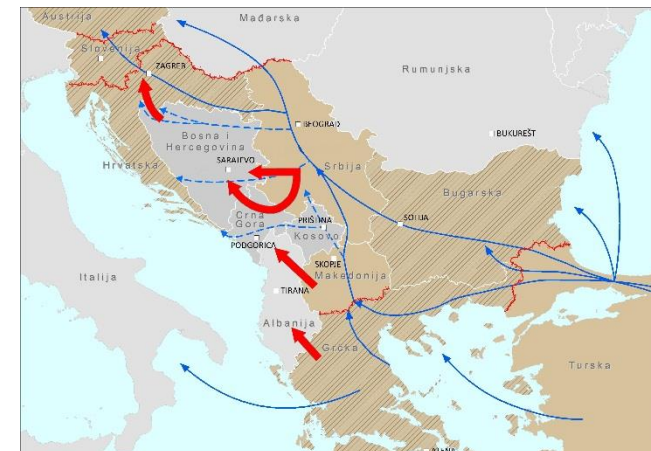 Austrija
Mađarska
Slovenija
ZAGREB
Rumunjska
BEOGRAD
BUKUREŠT
Bosna i
Hercegovina
SARAJEVO
Srbija
Hrvatska
Bugarska
Crna
Gora
PRIŠTINA
SOFIJA
Kosovo
PODGORICA
SKOPJE
Italija
Makedonija
TIRANA
Albanija
Grčka
Turska
ATENA